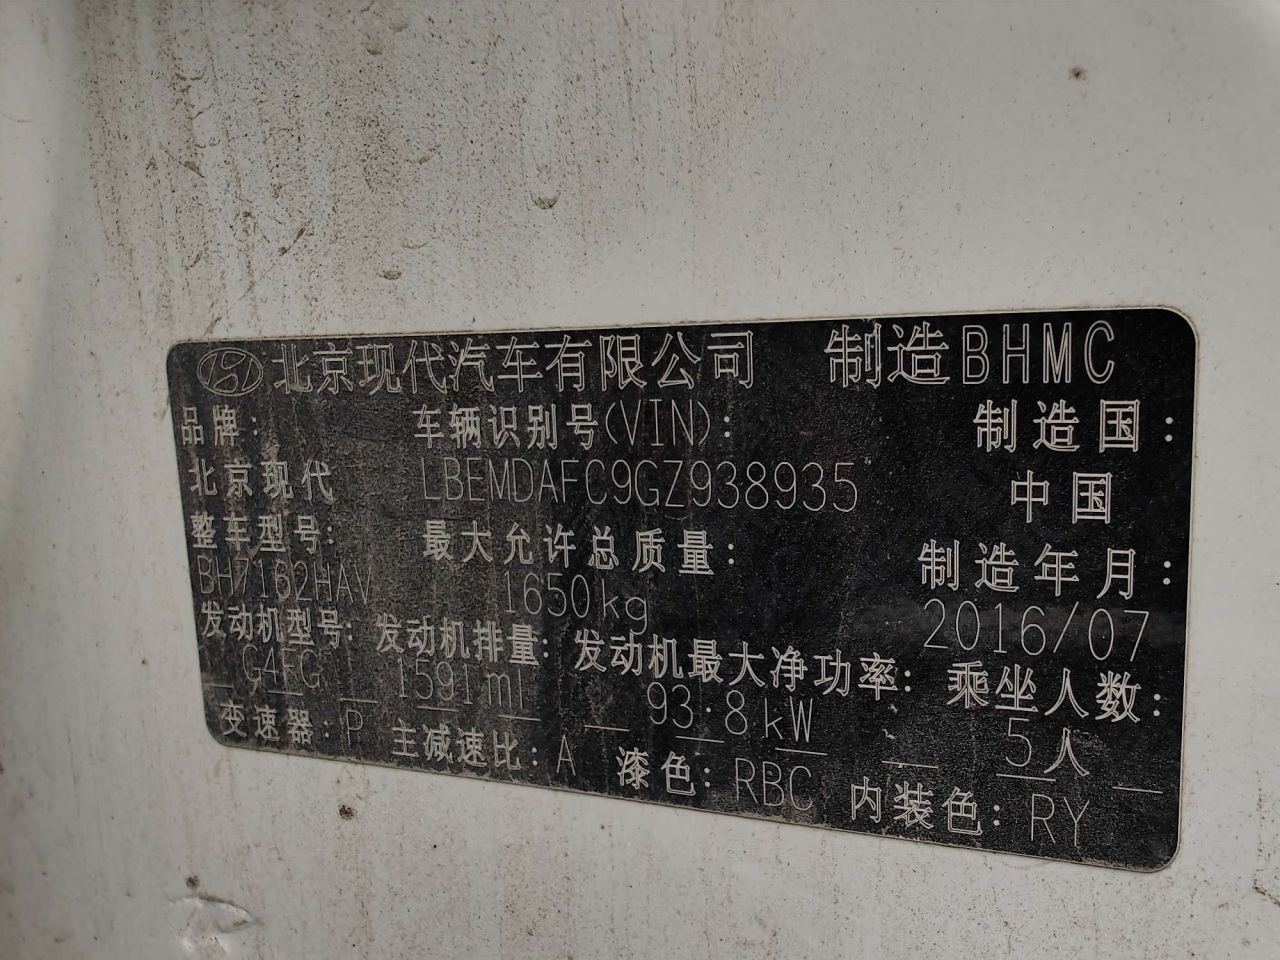 北京现代汽车有限公司 制造BHMC
品牌: 车辆识别号(VIN): 制造国:
北京现代 LBEMDAFC9GZ938935 中国
整车型号: 最大允许总质量: 制造年月:
BH7162HAV 1650kg 2016/07
发动机型号: 发动机排量: 发动机最大净功率: 乘坐人数:
G4FG 1591ml 93.8kW 5人
变速器: P 主减速比: A 漆色: RBC 内装色: RY